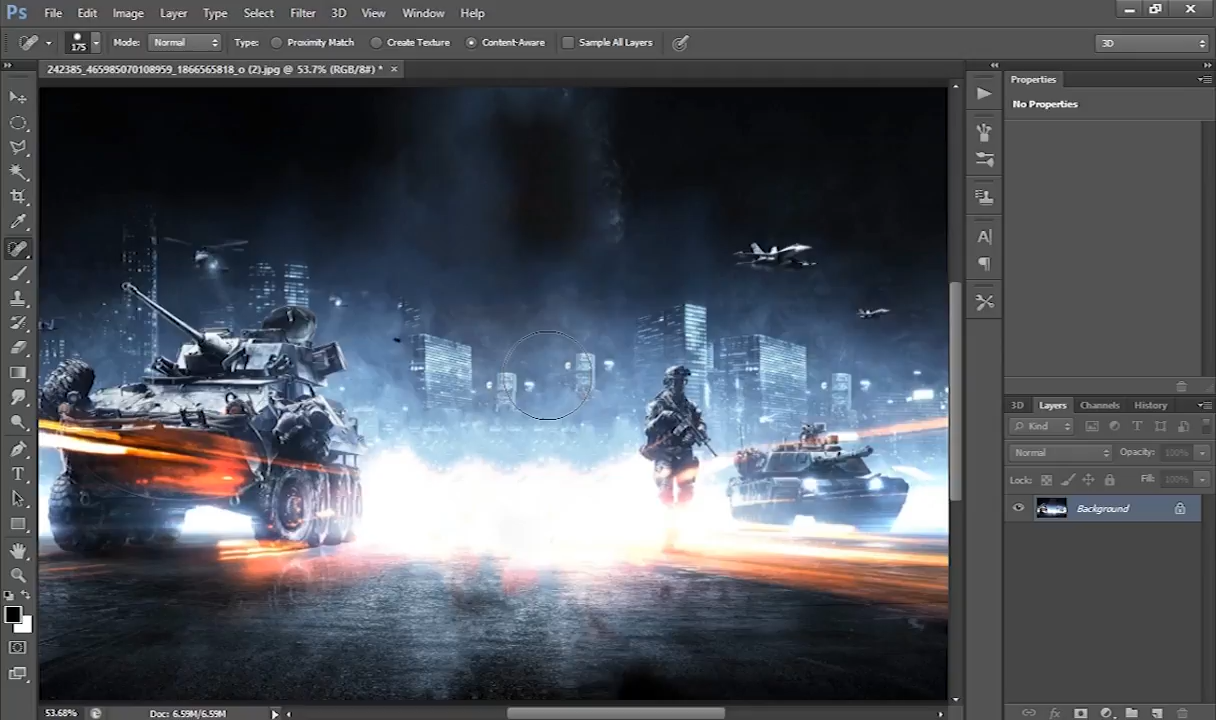 Ps File Edit Image Layer Type Select Filter 3D View Window Help
175 Mode: Normal Type: Proximity Match Create Texture Content-Aware Sample All Layers 3D
242385_465985070108959_1866565818_o (2).jpg @ 53.7% (RGB/8#) * ×
Properties
No Properties
3D Layers Channels History
Kind
Normal Opacity: 100%
Lock: Fill: 100%
Background
53.68% Doc: 6.59M/6.59M